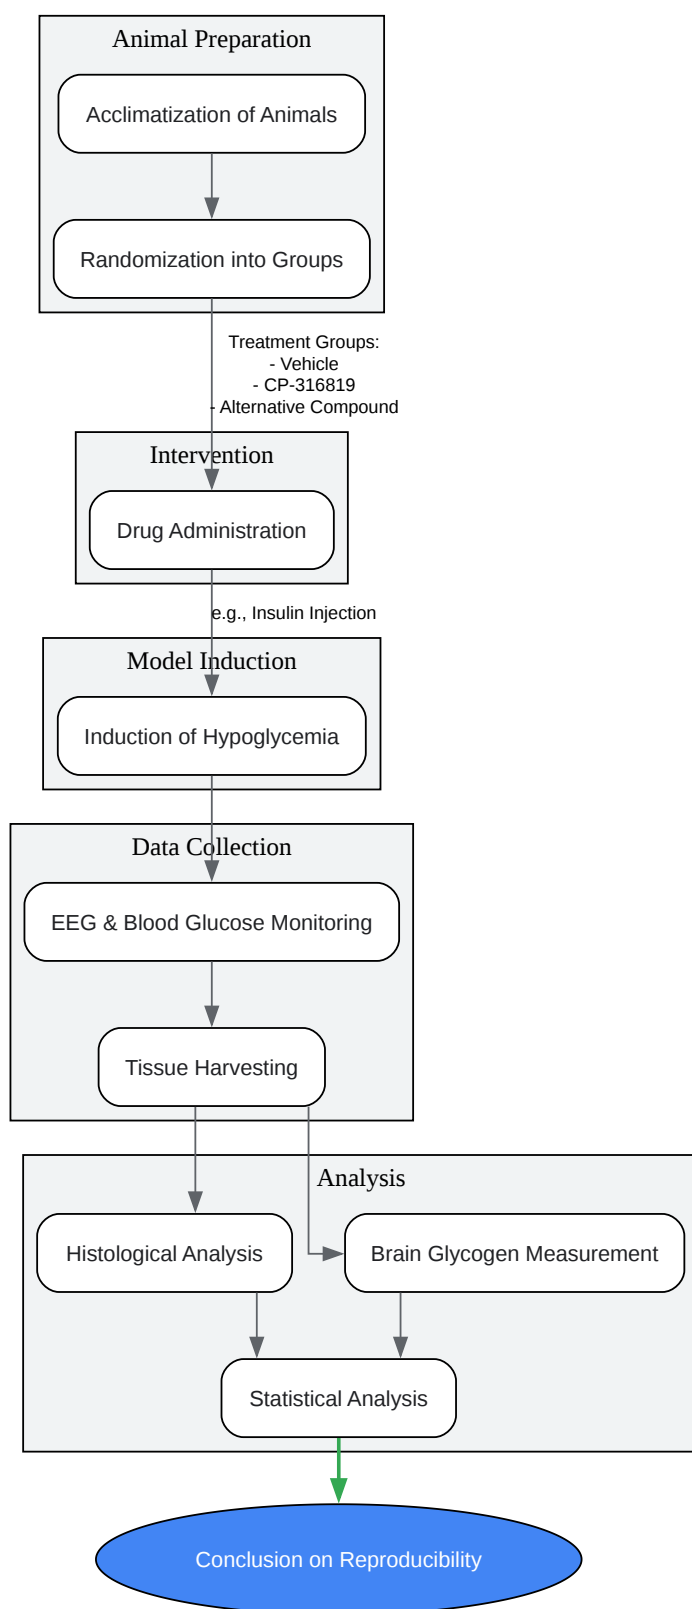 Animal Preparation
Acclimatization of Animals
Randomization into Groups
Treatment Groups:
- Vehicle
- CP-316819
- Alternative Compound
Intervention
Drug Administration
e.g., Insulin Injection
Model Induction
Induction of Hypoglycemia
Data Collection
EEG & Blood Glucose Monitoring
Tissue Harvesting
Analysis
Histological Analysis
Brain Glycogen Measurement
Statistical Analysis
Conclusion on Reproducibility